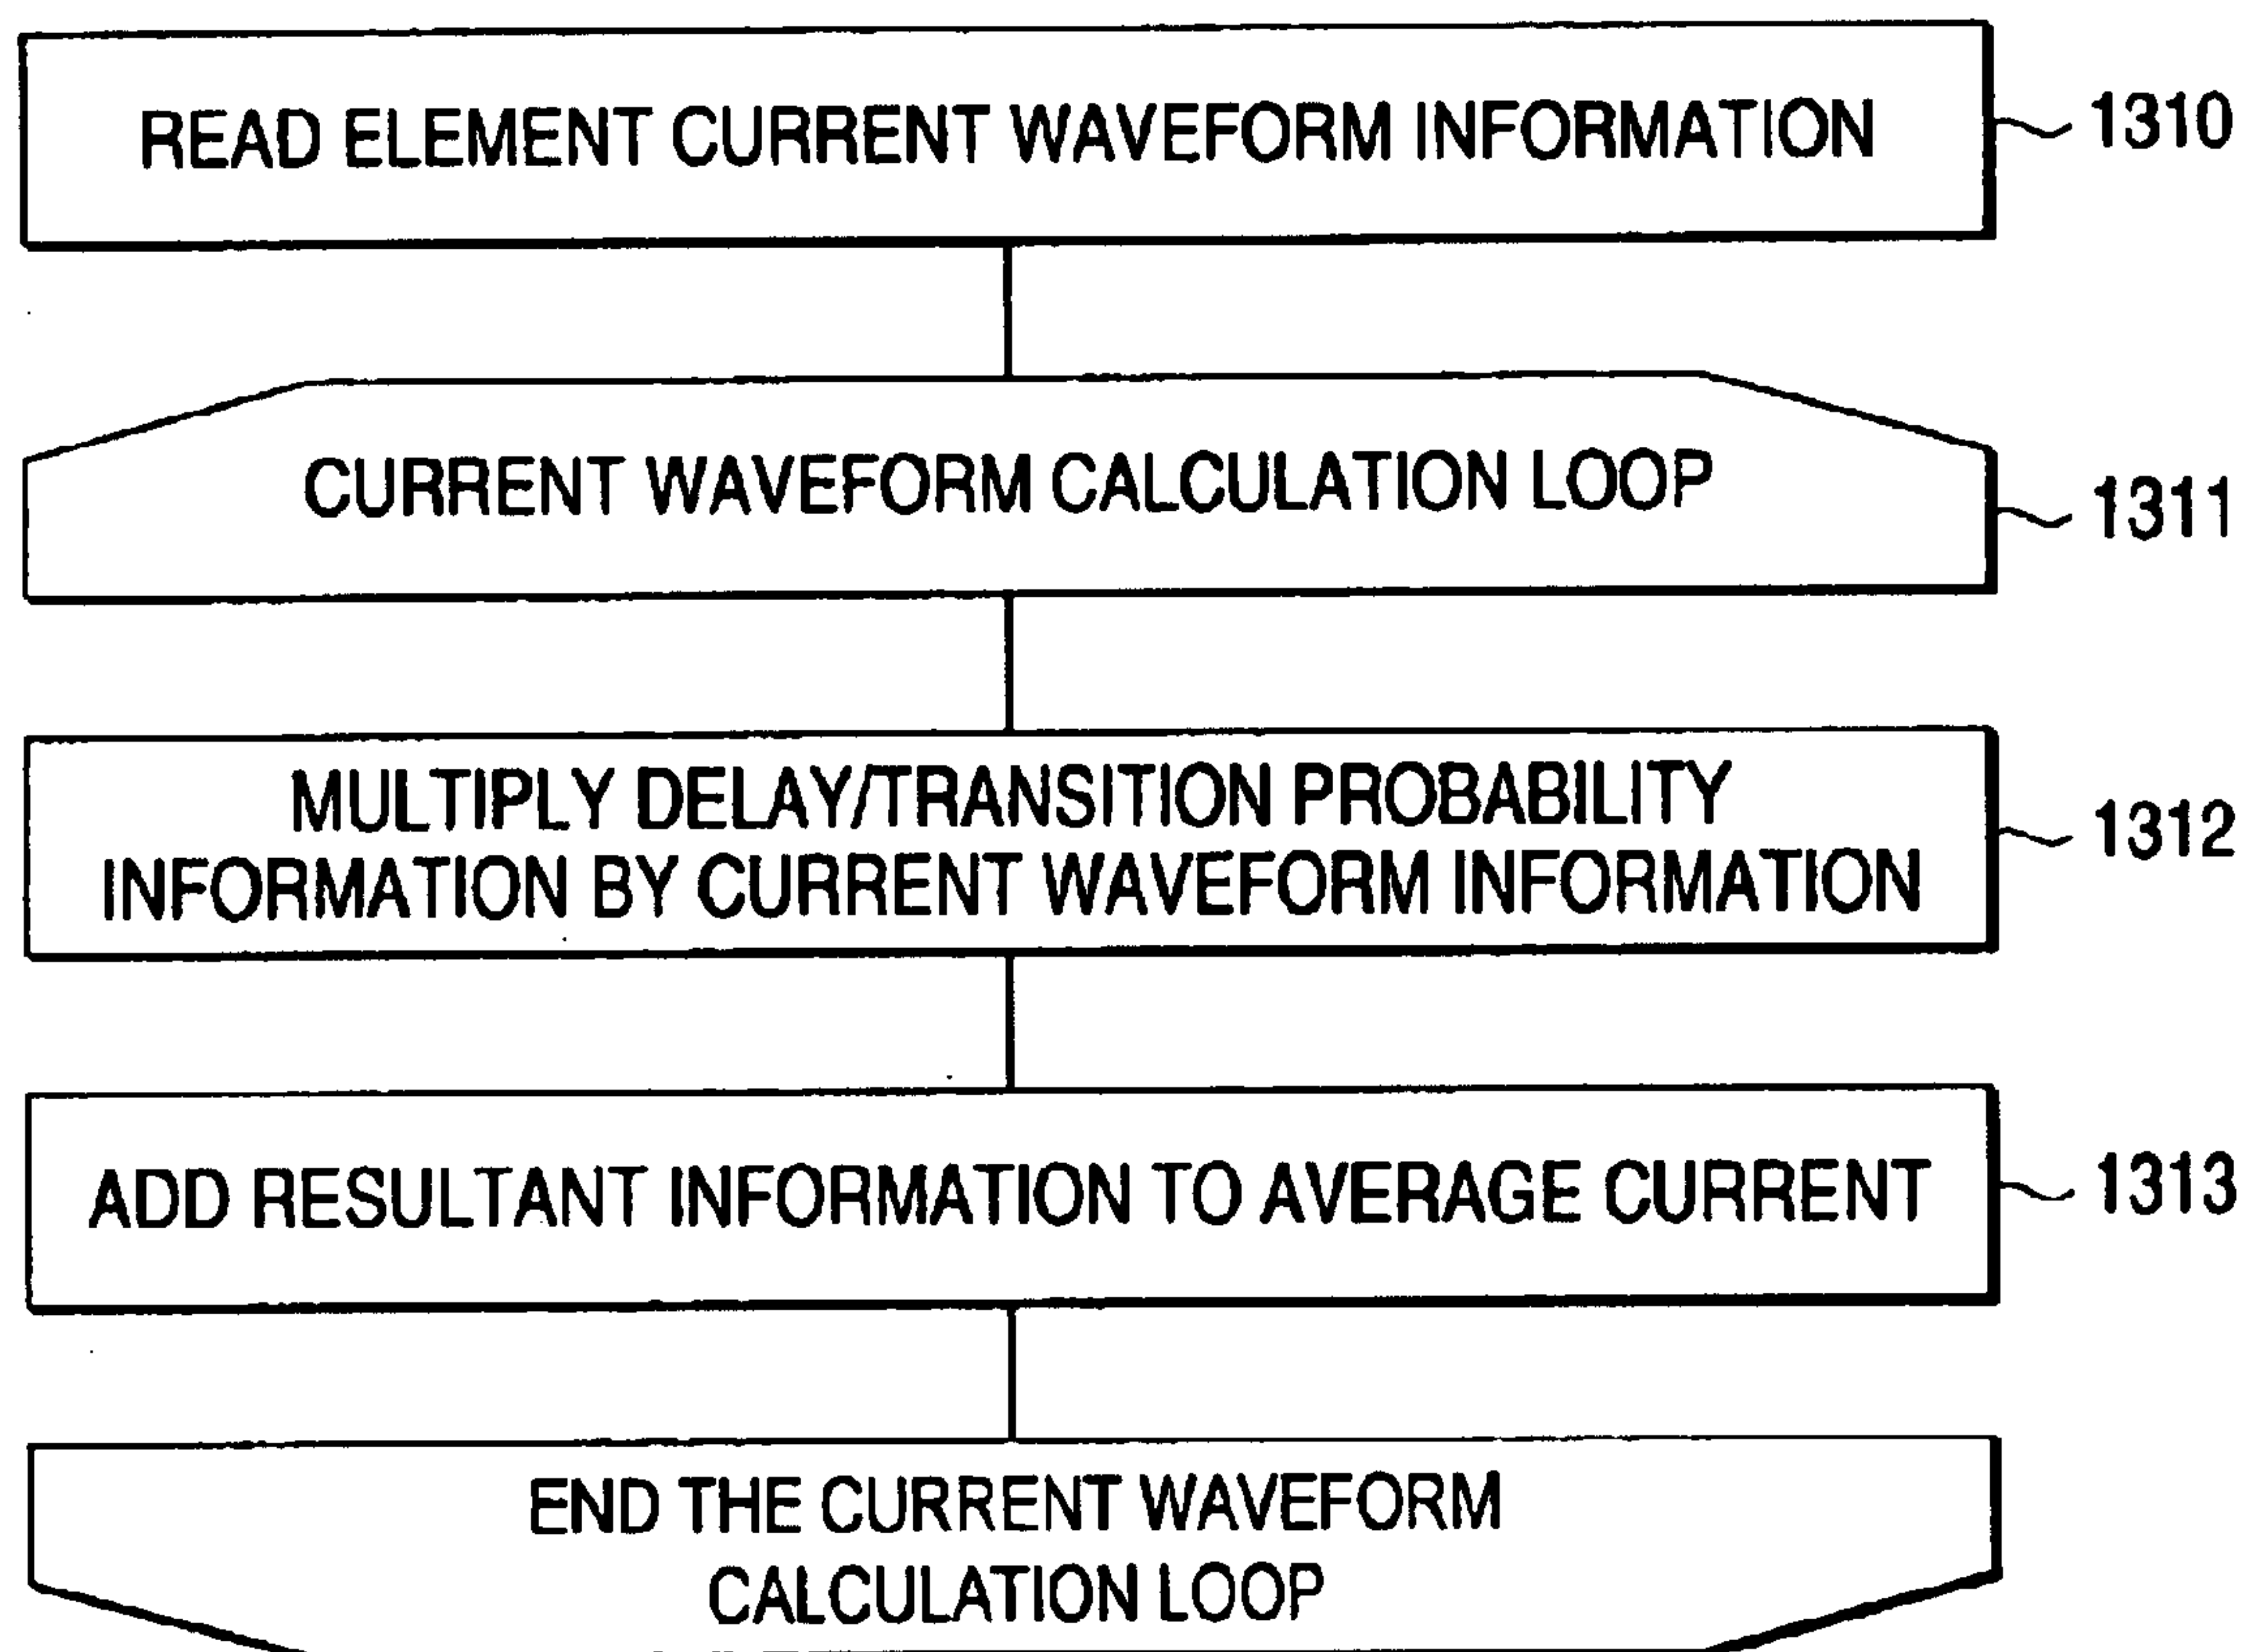 READ ELEMENT CURRENT WAVEFORM INFORMATION 1310
CURRENT WAVEFORM CALCULATION LOOP 1311
MULTIPLY DELAY/TRANSITION PROBABILITY
INFORMATION BY CURRENT WAVEFORM INFORMATION 1312
ADD RESULTANT INFORMATION TO AVERAGE CURRENT 1313
END THE CURRENT WAVEFORM
CALCULATION LOOP